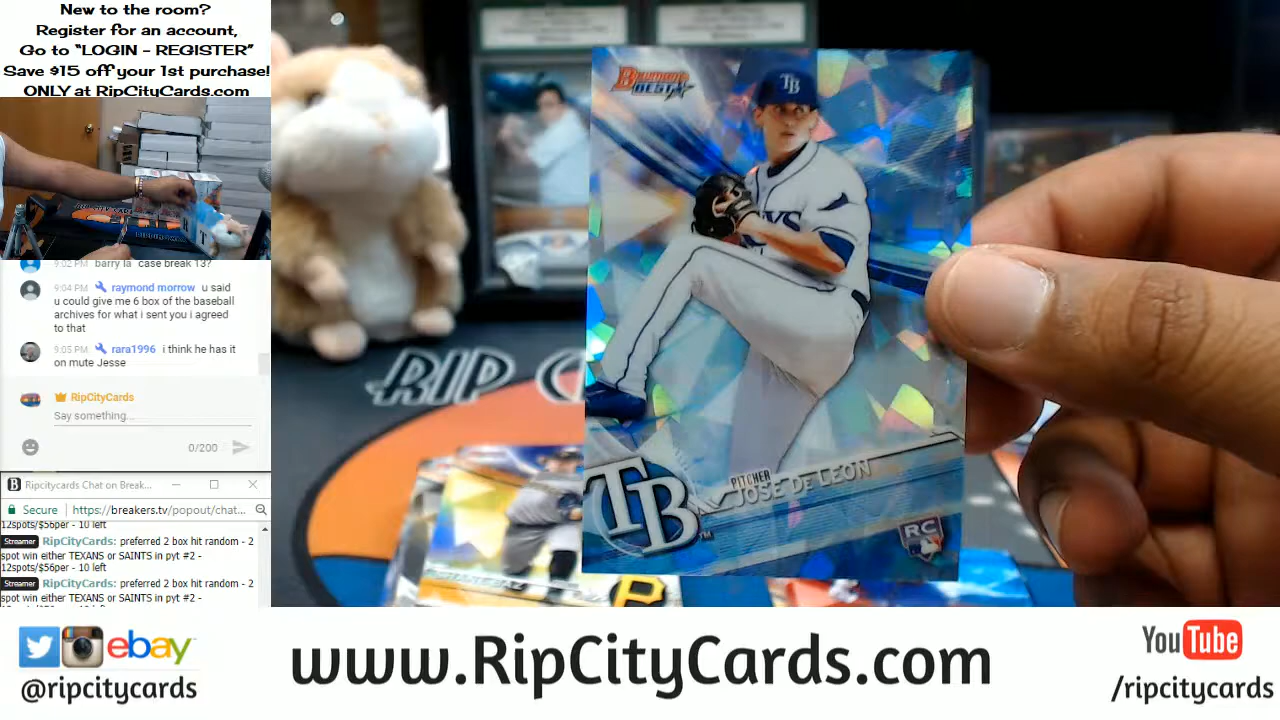 New to the room?
Register for an account,
Go to “LOGIN - REGISTER”
Save $15 off your 1st purchase!
ONLY at RipCityCards.com
9:02 PM barry la case break 13?
9:04 PM raymond morrow u said
u could give me 6 box of the baseball
archives for what i sent you i agreed
to that
9:05 PM rara1996 i think he has it
on mute Jesse
RipCityCards
Say something...
0/200
Ripcitycards Chat on Break...
Secure https://breakers.tv/popout/chat...
12spots/$56per - 10 left
Streamer RipCityCards: preferred 2 box hit random - 2
spot win either TEXANS or SAINTS in pyt #2 -
12spots/$56per - 10 left
Streamer RipCityCards: preferred 2 box hit random - 2
spot win either TEXANS or SAINTS in pyt #2 -
Bowman's
BEST
TB
RAYS
PITCHER
JOSE DE LEON
TB
TM
RC
RIP C
P
ebay
@ripcitycards
www.RipCityCards.com
YouTube
/ripcitycards